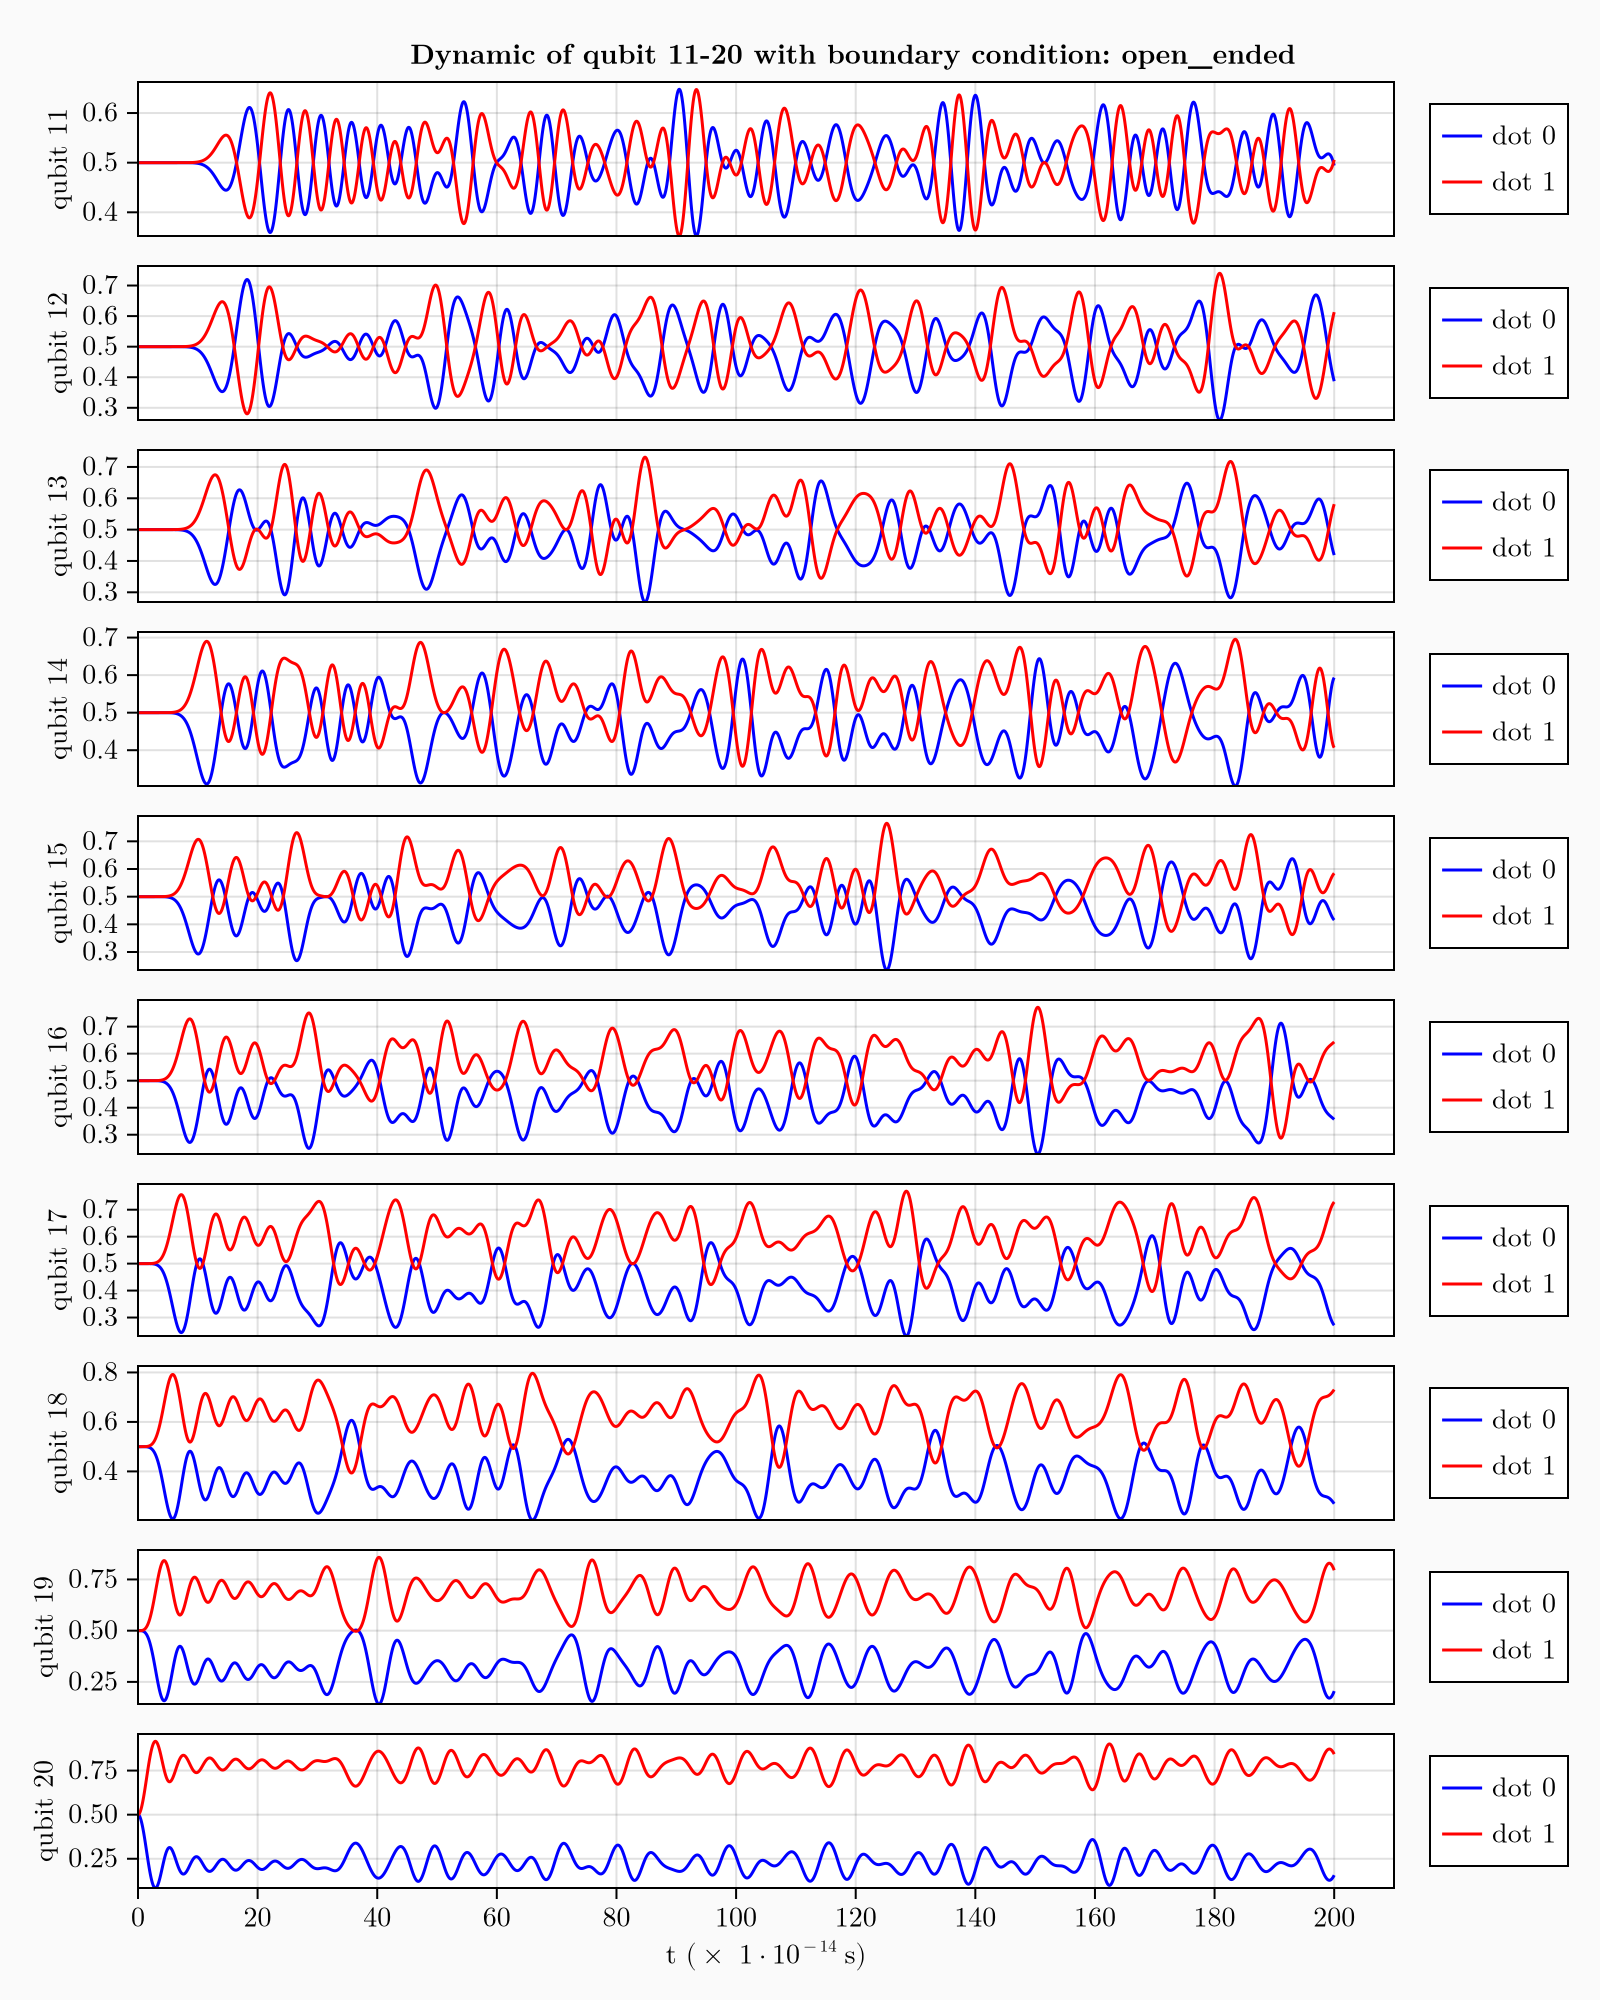 Dynamic of qubit 11-20 with boundary condition: open_ended
qubit 11
0.6
0.5
0.4
dot 0
dot 1
qubit 12
0.7
0.6
0.5
0.4
0.3
dot 0
dot 1
qubit 13
0.7
0.6
0.5
0.4
0.3
dot 0
dot 1
qubit 14
0.7
0.6
0.5
0.4
dot 0
dot 1
qubit 15
0.7
0.6
0.5
0.4
0.3
dot 0
dot 1
qubit 16
0.7
0.6
0.5
0.4
0.3
dot 0
dot 1
qubit 17
0.7
0.6
0.5
0.4
0.3
dot 0
dot 1
qubit 18
0.8
0.6
0.4
dot 0
dot 1
qubit 19
0.75
0.50
0.25
dot 0
dot 1
qubit 20
0.75
0.50
0.25
dot 0
dot 1
0 20 40 60 80 100 120 140 160 180 200
t ( × 1 · 10⁻¹⁴ s)